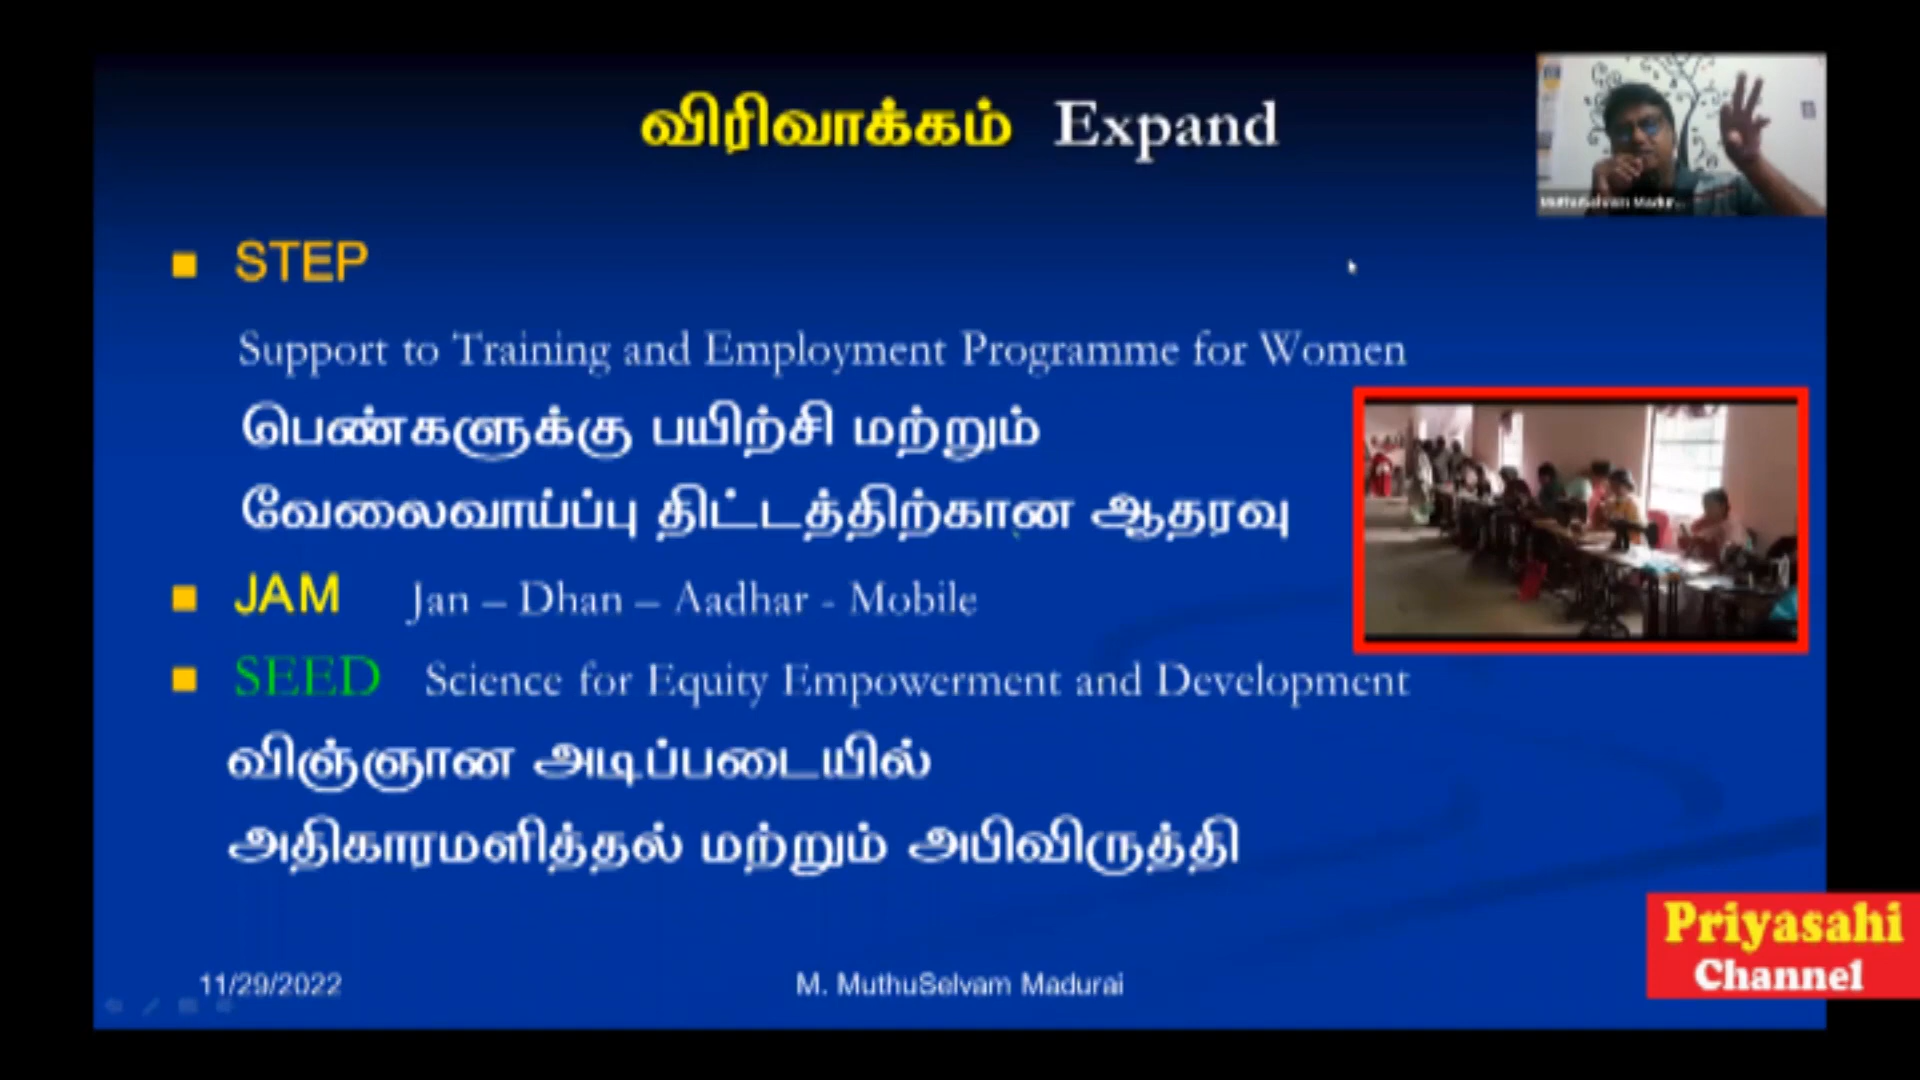 விரிவாக்கம் Expand
STEP
Support to Training and Employment Programme for Women
பெண்களுக்கு பயிற்சி மற்றும்
வேலைவாய்ப்பு திட்டத்திற்கான ஆதரவு
JAM Jan – Dhan – Aadhar - Mobile
SEED Science for Equity Empowerment and Development
விஞ்ஞான அடிப்படையில்
அதிகாரமளித்தல் மற்றும் அபிவிருத்தி
11/29/2022
M. MuthuSelvam Madurai
MuthuSelvam Madur...
Priyasahi
Channel